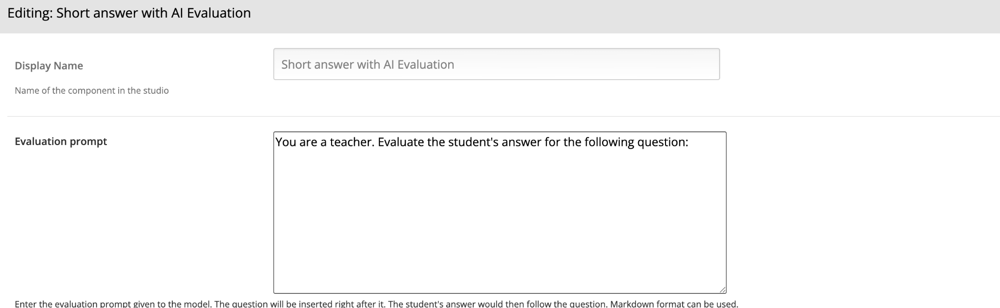 Editing: Short answer with AI Evaluation
Display Name
Short answer with AI Evaluation
Name of the component in the studio
Evaluation prompt
You are a teacher. Evaluate the student's answer for the following question:
Enter the evaluation prompt given to the model. The question will be inserted right after it. The student's answer would then follow the question. Markdown format can be used.